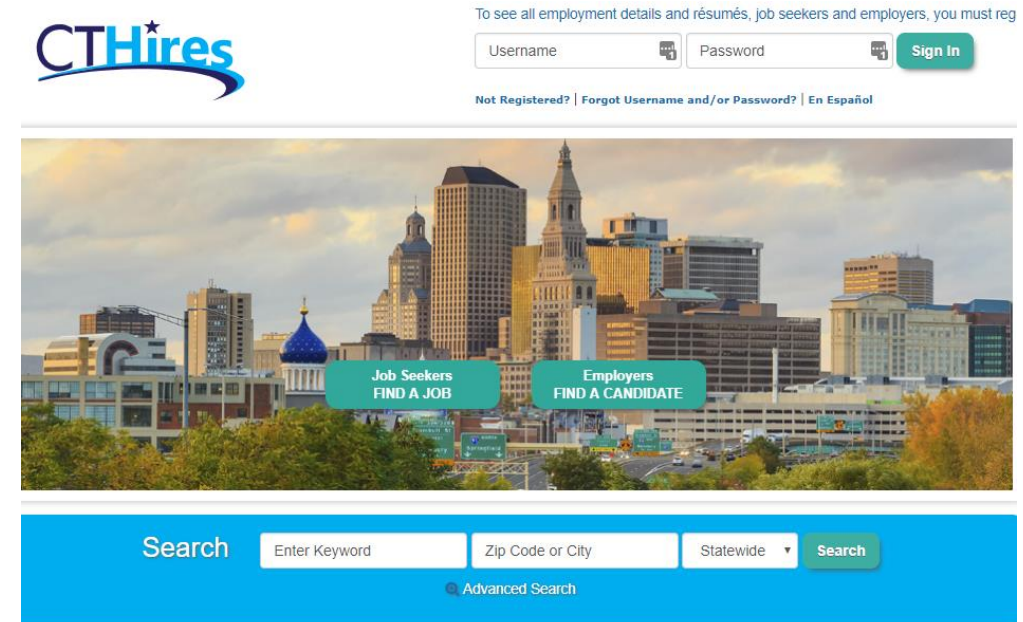 To see all employment details and résumés, job seekers and employers, you must reg
CTHires
Username
Password
Sign In
Not Registered? | Forgot Username and/or Password? | En Español
Job Seekers
FIND A JOB
Employers
FIND A CANDIDATE
Search
Enter Keyword
Zip Code or City
Statewide
Search
Advanced Search